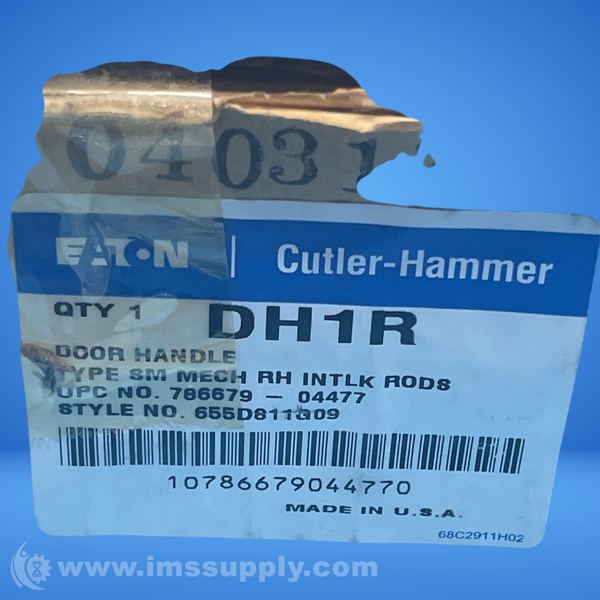 04031
EATON | Cutler-Hammer
QTY 1 DH1R
DOOR HANDLE
TYPE SM MECH RH INTLK RODS
UPC NO. 786679 - 04477
STYLE NO. 655D811G09
10786679044770
MADE IN U.S.A.
68C2911H02
www.imssupply.com